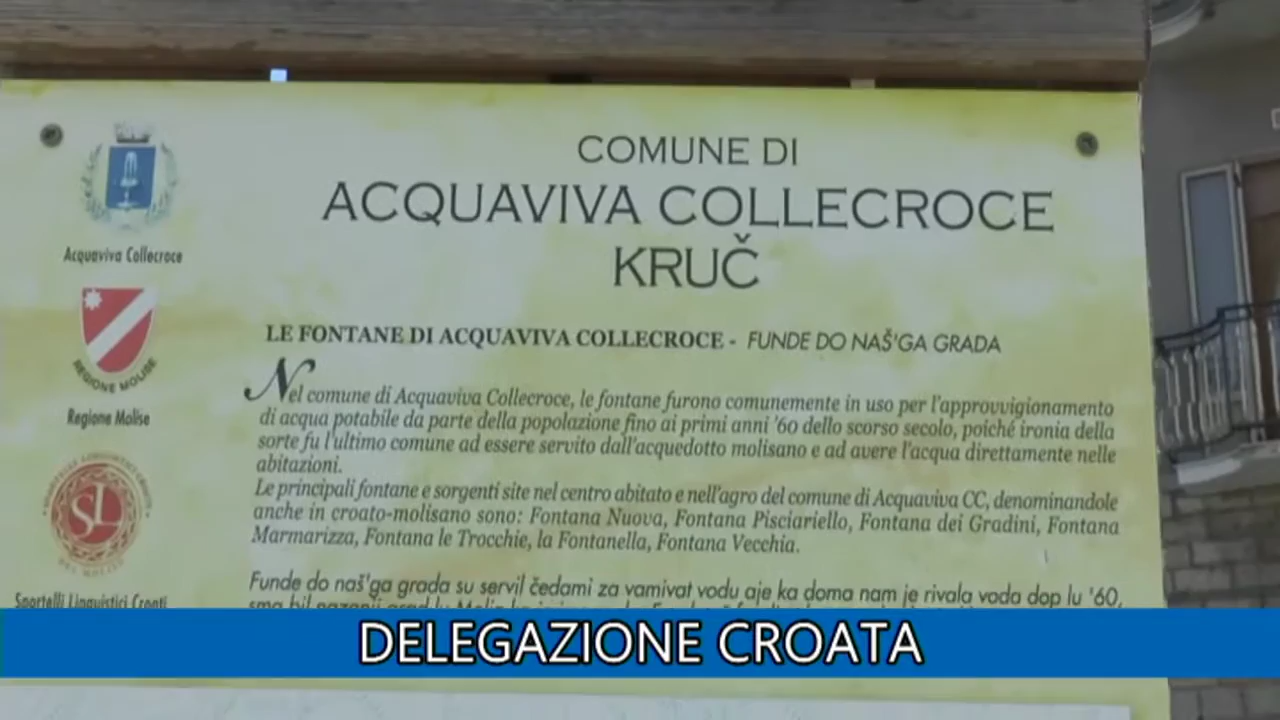 COMUNE DI
ACQUAVIVA COLLECROCE
KRUČ
Acquaviva Collecroce
REGIONE MOLISE
Regione Molise
SL
Sportelli Linguistici Croati
LE FONTANE DI ACQUAVIVA COLLECROCE - FUNDE DO NAŠ'GA GRADA
Nel comune di Acquaviva Collecroce, le fontane furono comunemente in uso per l'approvvigionamento
di acqua potabile da parte della popolazione fino ai primi anni '60 dello scorso secolo, poiché ironia della
sorte fu l'ultimo comune ad essere servito dall'acquedotto molisano e ad avere l'acqua direttamente nelle
abitazioni.
Le principali fontane e sorgenti site nel centro abitato e nell'agro del comune di Acquaviva CC, denominandole
anche in croato-molisano sono: Fontana Nuova, Fontana Pisciariello, Fontana dei Gradini, Fontana
Marmarizza, Fontana le Trocchie, la Fontanella, Fontana Vecchia.
Funde do naš'ga grada su servil čedami za vamivat vodu aje ka doma nam je rivala voda dop lu '60,
DELEGAZIONE CROATA